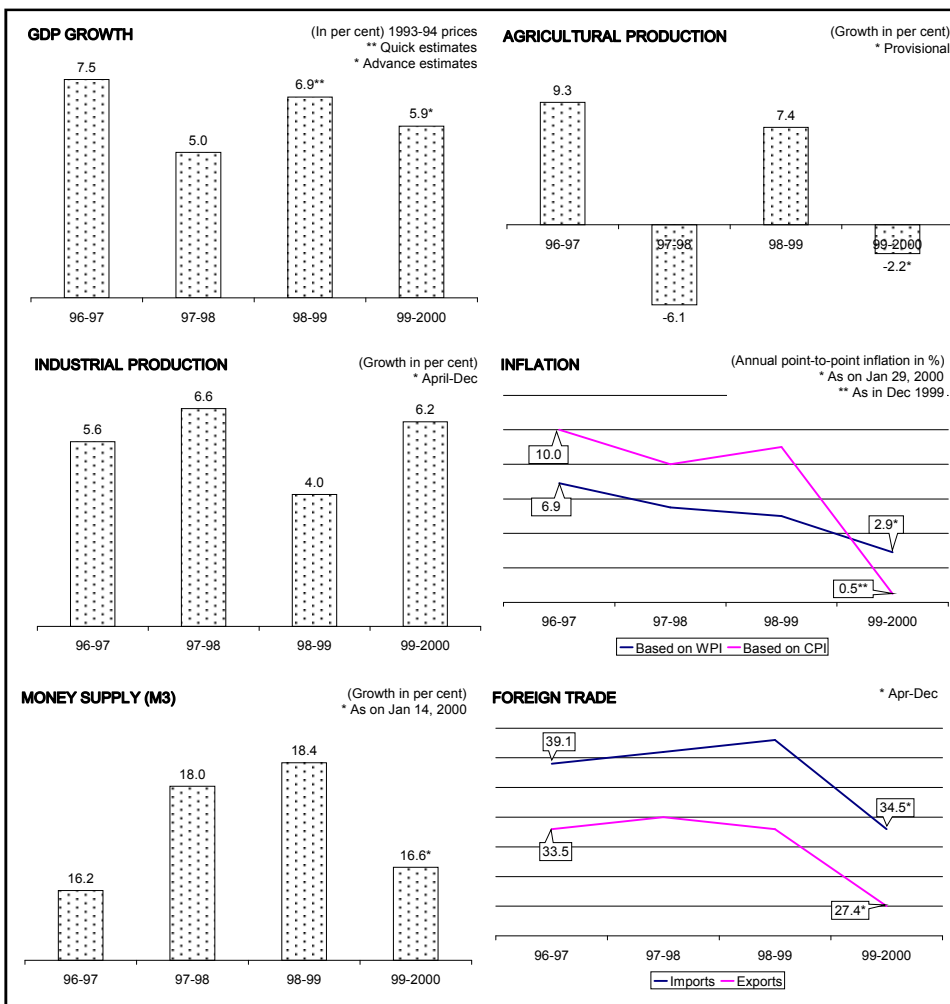 GDP GROWTH
(In per cent) 1993-94 prices
** Quick estimates
* Advance estimates
7.5
5.0
6.9**
5.9*
96-97
97-98
98-99
99-2000
AGRICULTURAL PRODUCTION
(Growth in per cent)
* Provisional
9.3
7.4
96-97
97-98
98-99
99-2000
-6.1
-2.2*
INDUSTRIAL PRODUCTION
(Growth in per cent)
* April-Dec
5.6
6.6
4.0
6.2
96-97
97-98
98-99
99-2000
INFLATION
(Annual point-to-point inflation in %)
* As on Jan 29, 2000
** As in Dec 1999
10.0
6.9
2.9*
0.5**
96-97
97-98
98-99
99-2000
Based on WPI
Based on CPI
MONEY SUPPLY (M3)
(Growth in per cent)
* As on Jan 14, 2000
16.2
18.0
18.4
16.6*
96-97
97-98
98-99
99-2000
FOREIGN TRADE
* Apr-Dec
39.1
33.5
34.5*
27.4*
96-97
97-98
98-99
99-2000
Imports
Exports